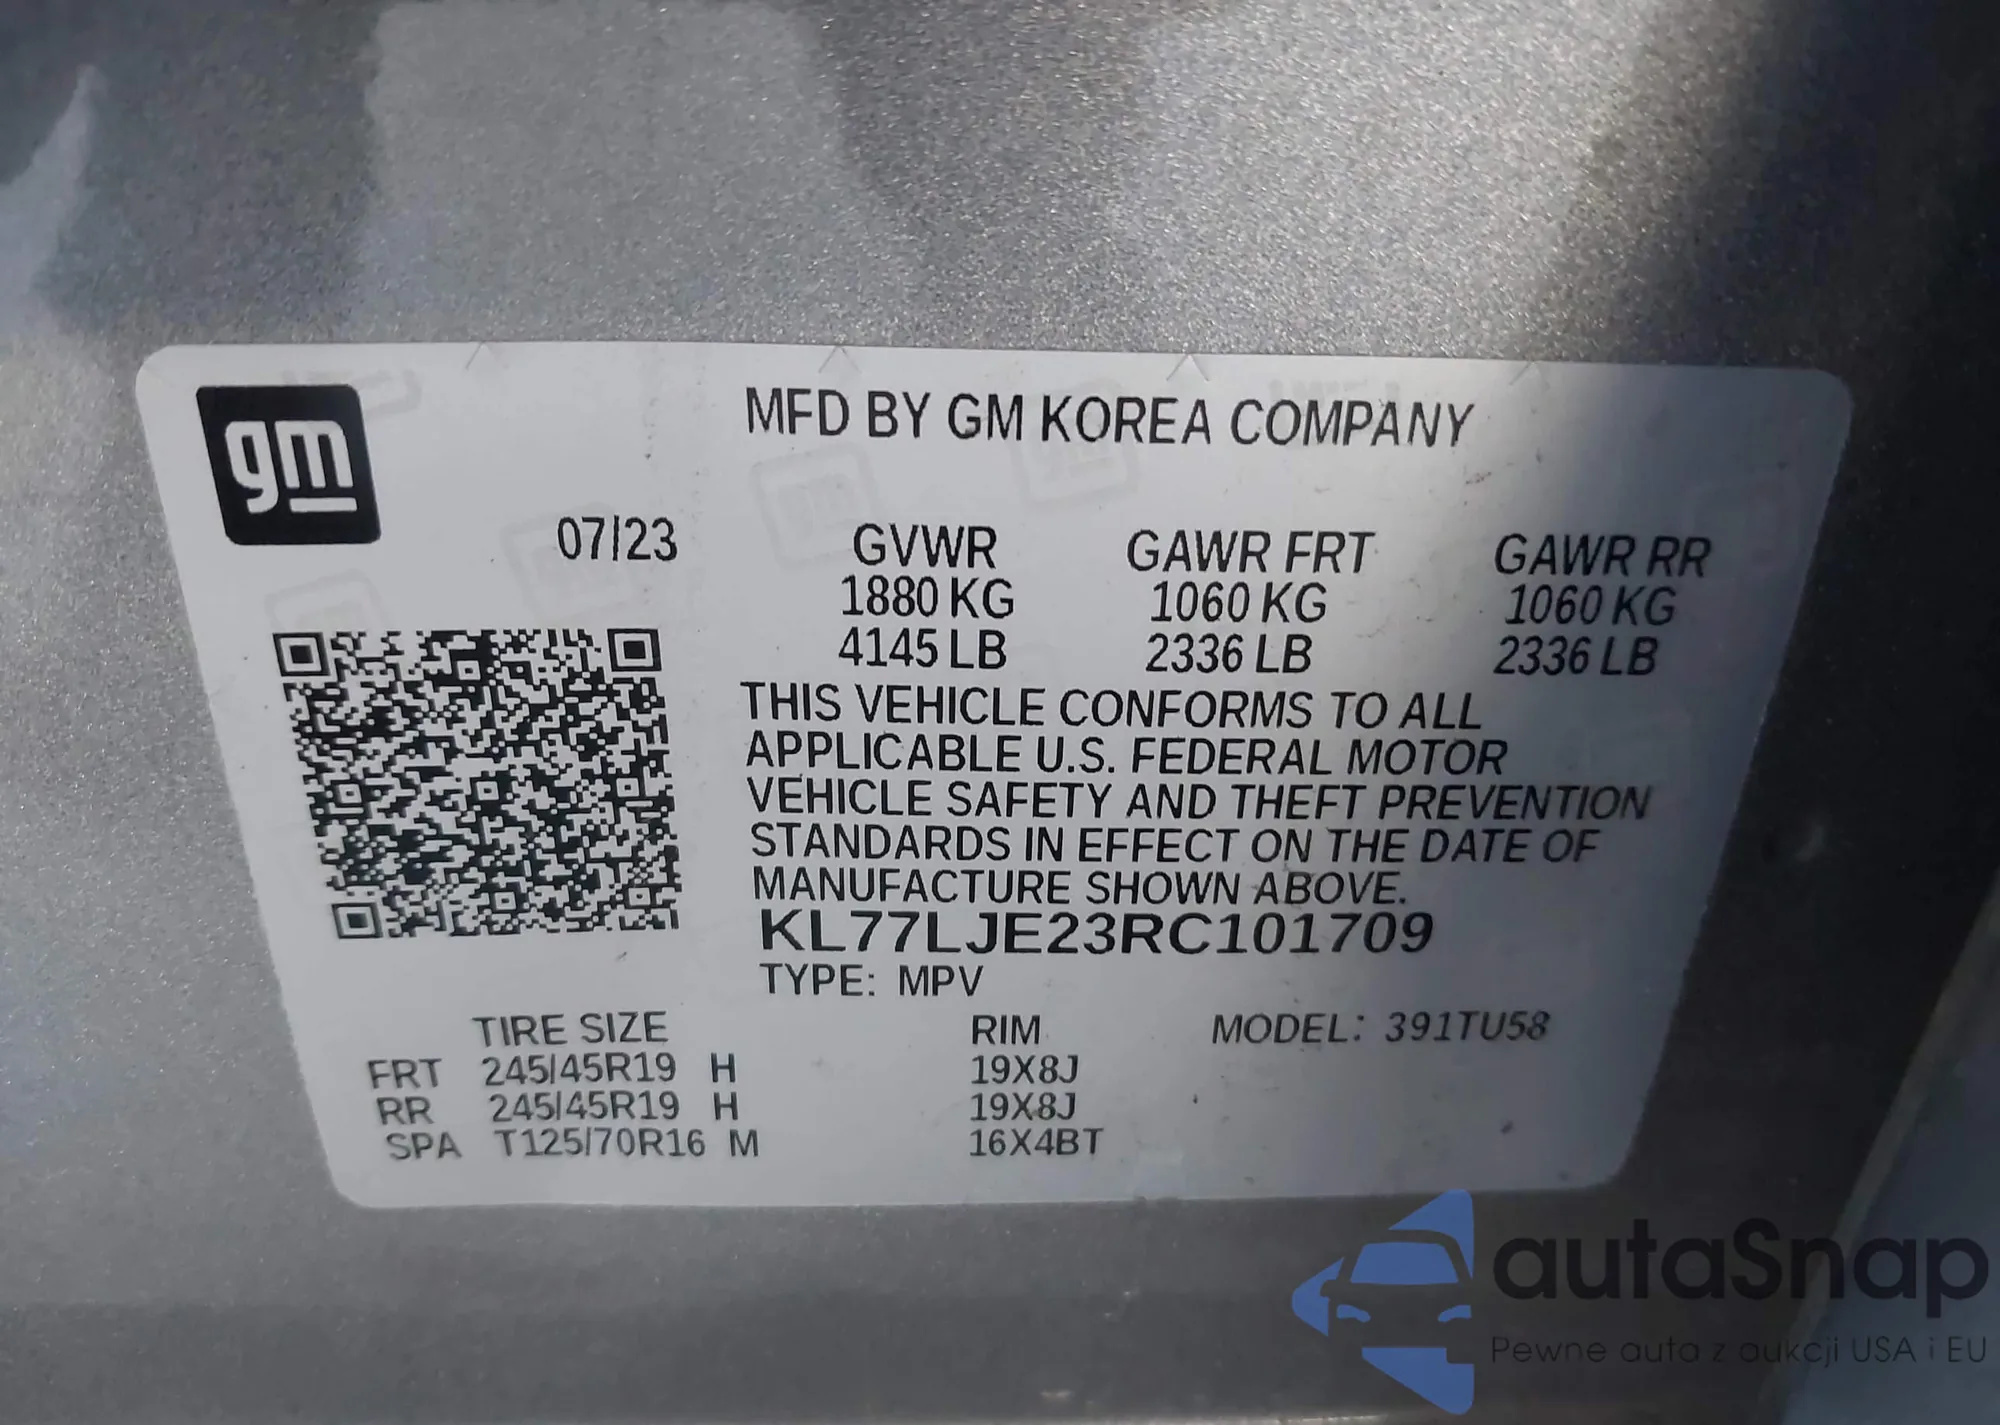 gm
MFD BY GM KOREA COMPANY
07/23
GVWR GAWR FRT GAWR RR
1880 KG 1060 KG 1060 KG
4145 LB 2336 LB 2336 LB
THIS VEHICLE CONFORMS TO ALL
APPLICABLE U.S. FEDERAL MOTOR
VEHICLE SAFETY AND THEFT PREVENTION
STANDARDS IN EFFECT ON THE DATE OF
MANUFACTURE SHOWN ABOVE.
KL77LJE23RC101709
TYPE: MPV
TIRE SIZE RIM MODEL: 391TU58
FRT 245/45R19 H 19X8J
RR 245/45R19 H 19X8J
SPA T125/70R16 M 16X4BT
autaSnap
Pewne auta z aukcji USA i EU